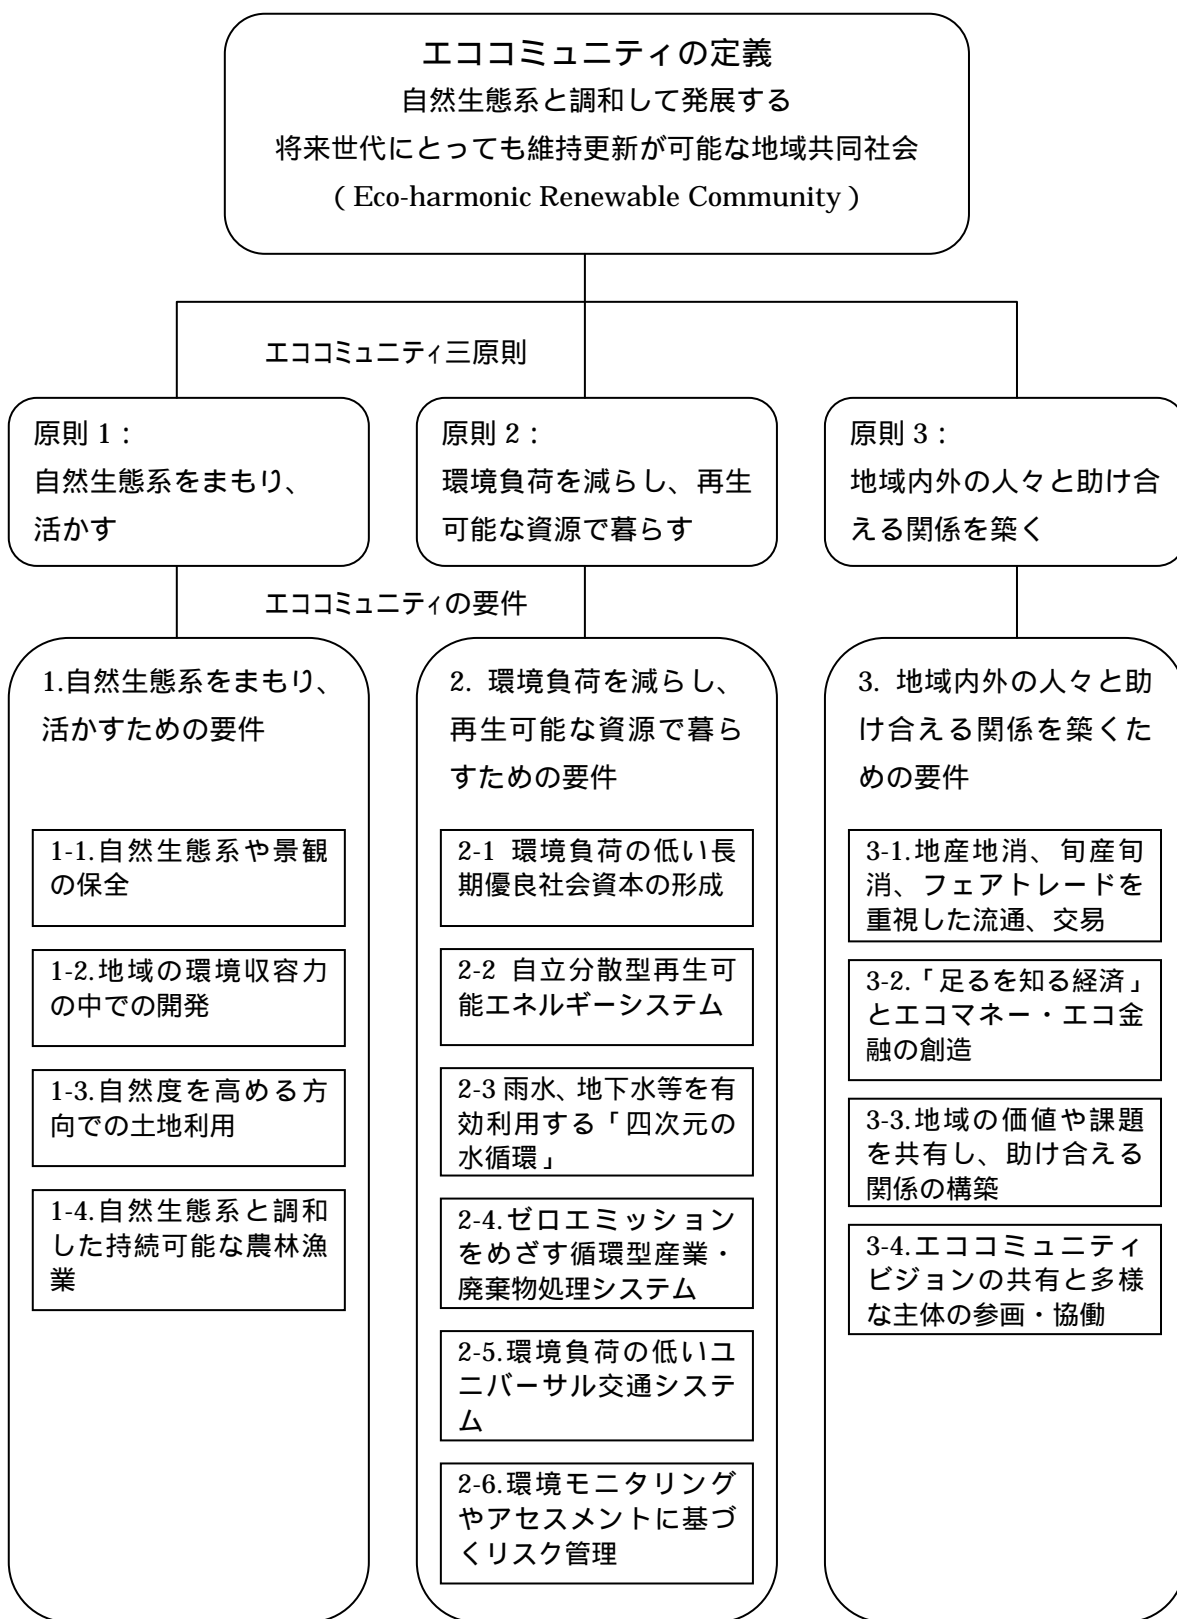 エココミュニティの定義
自然生態系と調和して発展する
将来世代にとっても維持更新が可能な地域共同社会
（Eco-harmonic Renewable Community）
エココミュニティ三原則
原則 1：
自然生態系をまもり、
活かす
原則 2：
環境負荷を減らし、再生
可能な資源で暮らす
原則 3：
地域内外の人々と助け合
える関係を築く
エココミュニティの要件
1.自然生態系をまもり、
活かすための要件
1-1.自然生態系や景観
の保全
1-2.地域の環境収容力
の中での開発
1-3.自然度を高める方
向での土地利用
1-4.自然生態系と調和
した持続可能な農林漁
業
2. 環境負荷を減らし、
再生可能な資源で暮ら
すための要件
2-1 環境負荷の低い長
期優良社会資本の形成
2-2 自立分散型再生可
能エネルギーシステム
2-3 雨水、地下水等を有
効利用する「四次元の
水循環」
2-4.ゼロエミッション
をめざす循環型産業・
廃棄物処理システム
2-5.環境負荷の低いユ
ニバーサル交通システ
ム
2-6.環境モニタリング
やアセスメントに基づ
くリスク管理
3. 地域内外の人々と助
け合える関係を築くた
めの要件
3-1.地産地消、旬産旬
消、フェアトレードを
重視した流通、交易
3-2.「足るを知る経済」
とエコマネー・エコ金
融の創造
3-3.地域の価値や課題
を共有し、助け合える
関係の構築
3-4.エココミュニティ
ビジョンの共有と多様
な主体の参画・協働